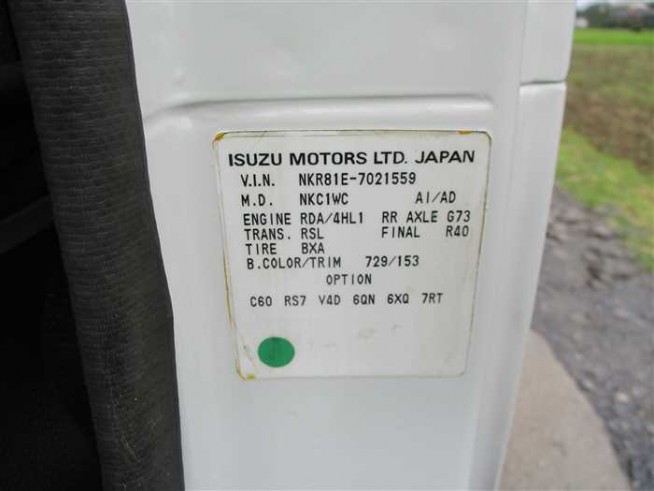 ISUZU MOTORS LTD. JAPAN
V.I.N. NKR81E-7021559
M.D. NKC1WC AI/AD
ENGINE RDA/4HL1 RR AXLE G73
TRANS. RSL FINAL R40
TIRE BXA
B.COLOR/TRIM 729/153
OPTION
C60 RS7 V4D 6QN 6XQ 7RT